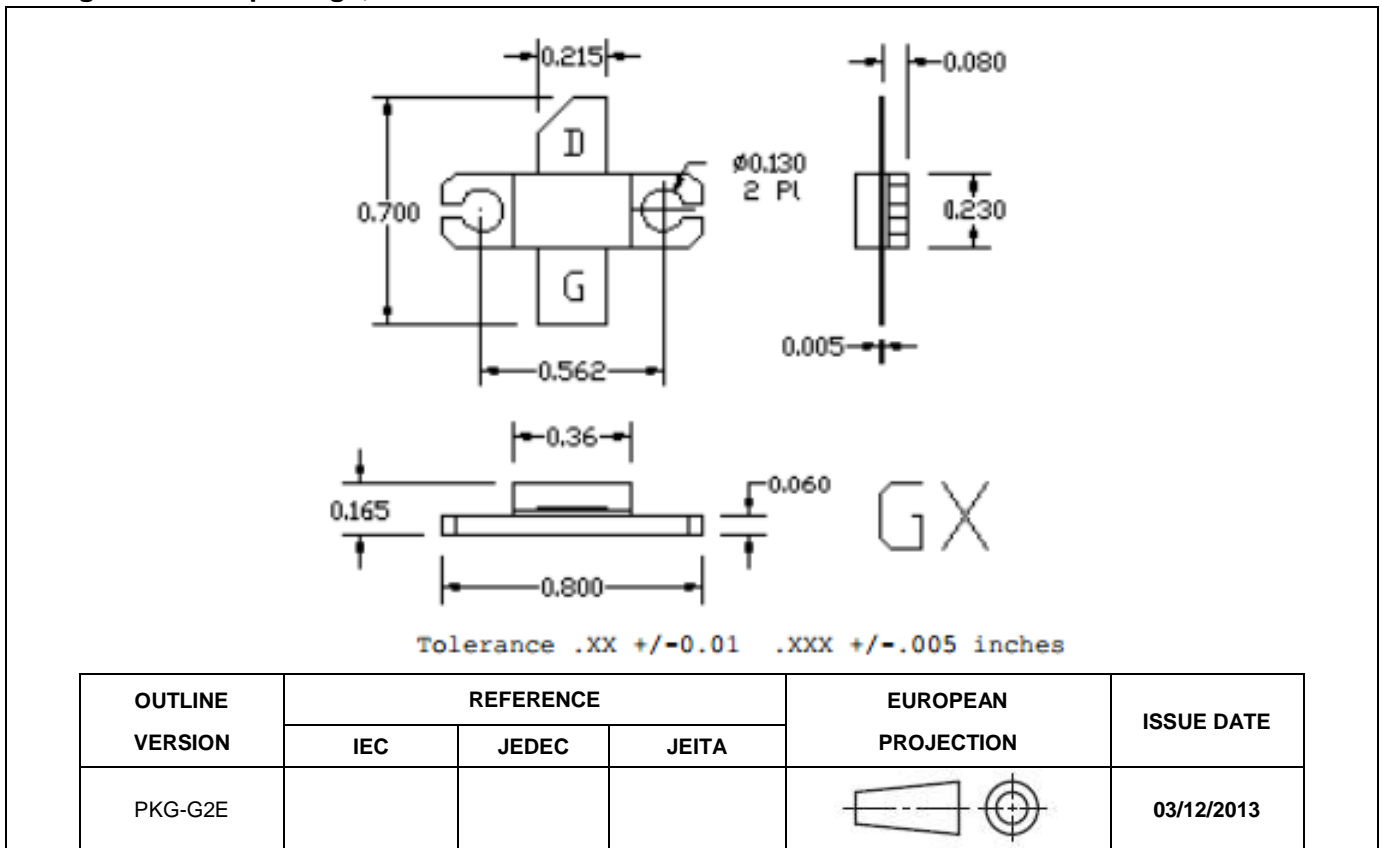 0.215
0.080
D
ø0.130
2 Pl
0.700
0.230
G
0.005
0.562
0.36
0.060
0.165
GX
0.800
Tolerance .XX +/-0.01 .XXX +/-.005 inches
OUTLINE VERSION
REFERENCE
EUROPEAN PROJECTION
ISSUE DATE
IEC
JEDEC
JEITA
PKG-G2E
03/12/2013